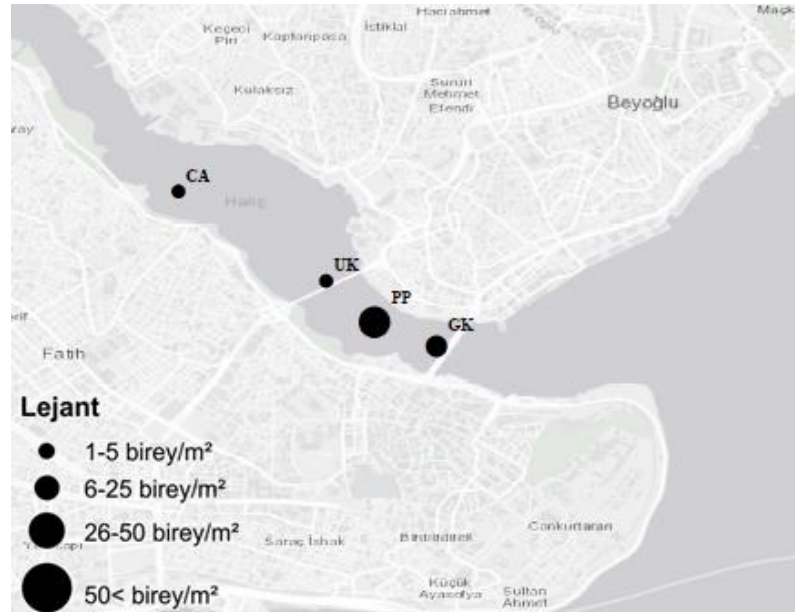 Hacıahmet
Keçeci
Piri
Kaptanpaşa
İstiklal
Kulaksız
Sururi
Mehmet
Efendi
Beyoğlu
CA
Haliç
UK
PP
GK
Fatih
Lejant
1-5 birey/m²
6-25 birey/m²
26-50 birey/m²
50< birey/m²
Saraç İshak
Binbirdirek
Cankurtaran
Küçük
Ayasofya
Sultan
Ahmet